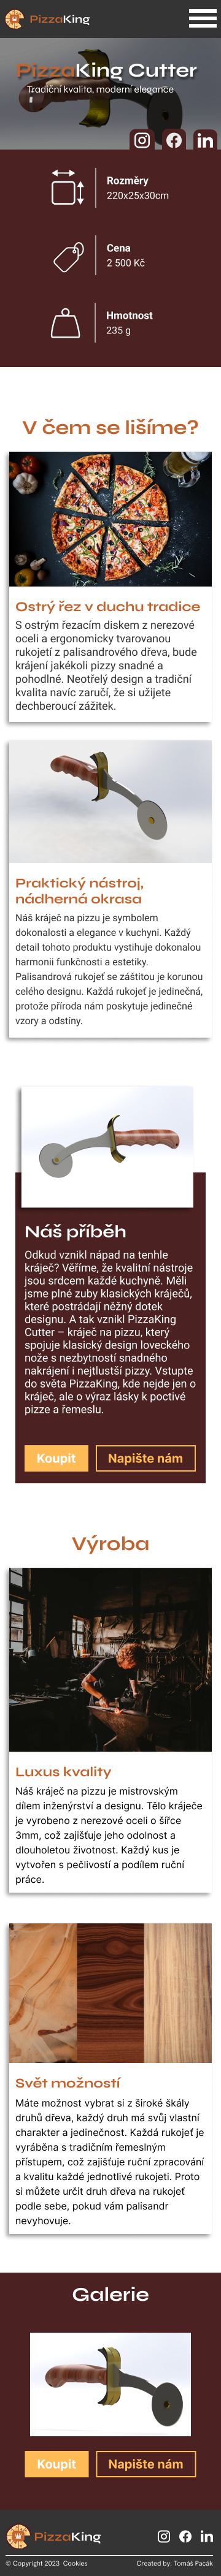 PizzaKing
PizzaKing Cutter
Tradiční kvalita, moderní elegance
Rozměry
220x25x30cm
Cena
2 500 Kč
Hmotnost
235 g
V čem se lišíme?
Ostrý řez v duchu tradice
S ostrým řezacím diskem z nerezové
oceli a ergonomicky tvarovanou
rukojetí z palisandrového dřeva, bude
krájení jakékoli pizzy snadné a
pohodlné. Neotřelý design a tradiční
kvalita navíc zaručí, že si užijete
dechberoucí zážitek.
Praktický nástroj,
nádherná okrasa
Náš kráječ na pizzu je symbolem
dokonalosti a elegance v kuchyni. Každý
detail tohoto produktu vystihuje dokonalou
harmonii funkčnosti a estetiky.
Palisandrová rukojeť se záštitou je korunou
celého designu. Každá rukojeť je jedinečná,
protože příroda nám poskytuje jedinečné
vzory a odstíny.
Náš příběh
Odkud vznikl nápad na tenhle
kráječ? Věříme, že kvalitní nástroje
jsou srdcem každé kuchyně. Měli
jsme plné zuby klasických kráječů,
které postrádají něžný dotek
designu. A tak vznikl PizzaKing
Cutter – kráječ na pizzu, který
spojuje klasický design loveckého
nože s nezbytností snadného
nakrájení i nejtlustší pizzy. Vstupte
do světa PizzaKing, kde nejde jen o
kráječ, ale o výraz lásky k poctivé
pizze a řemeslu.
Koupit Napište nám
Výroba
Luxus kvality
Náš kráječ na pizzu je mistrovským
dílem inženýrství a designu. Tělo kráječe
je vyrobeno z nerezové oceli o šířce
3mm, což zajišťuje jeho odolnost a
dlouholetou životnost. Každý kus je
vytvořen s pečlivostí a podílem ruční
práce.
Svět možností
Máte možnost vybrat si z široké škály
druhů dřeva, každý druh má svůj vlastní
charakter a jedinečnost. Každá rukojeť je
vyráběna s tradičním řemeslným
přístupem, což zajišťuje ruční zpracování
a kvalitu každé jednotlivé rukojeti. Proto
si můžete určit druh dřeva na rukojeť
podle sebe, pokud vám palisandr
nevyhovuje.
Galerie
Koupit Napište nám
PizzaKing
© Copyright 2023 Cookies Created by: Tomáš Pacák